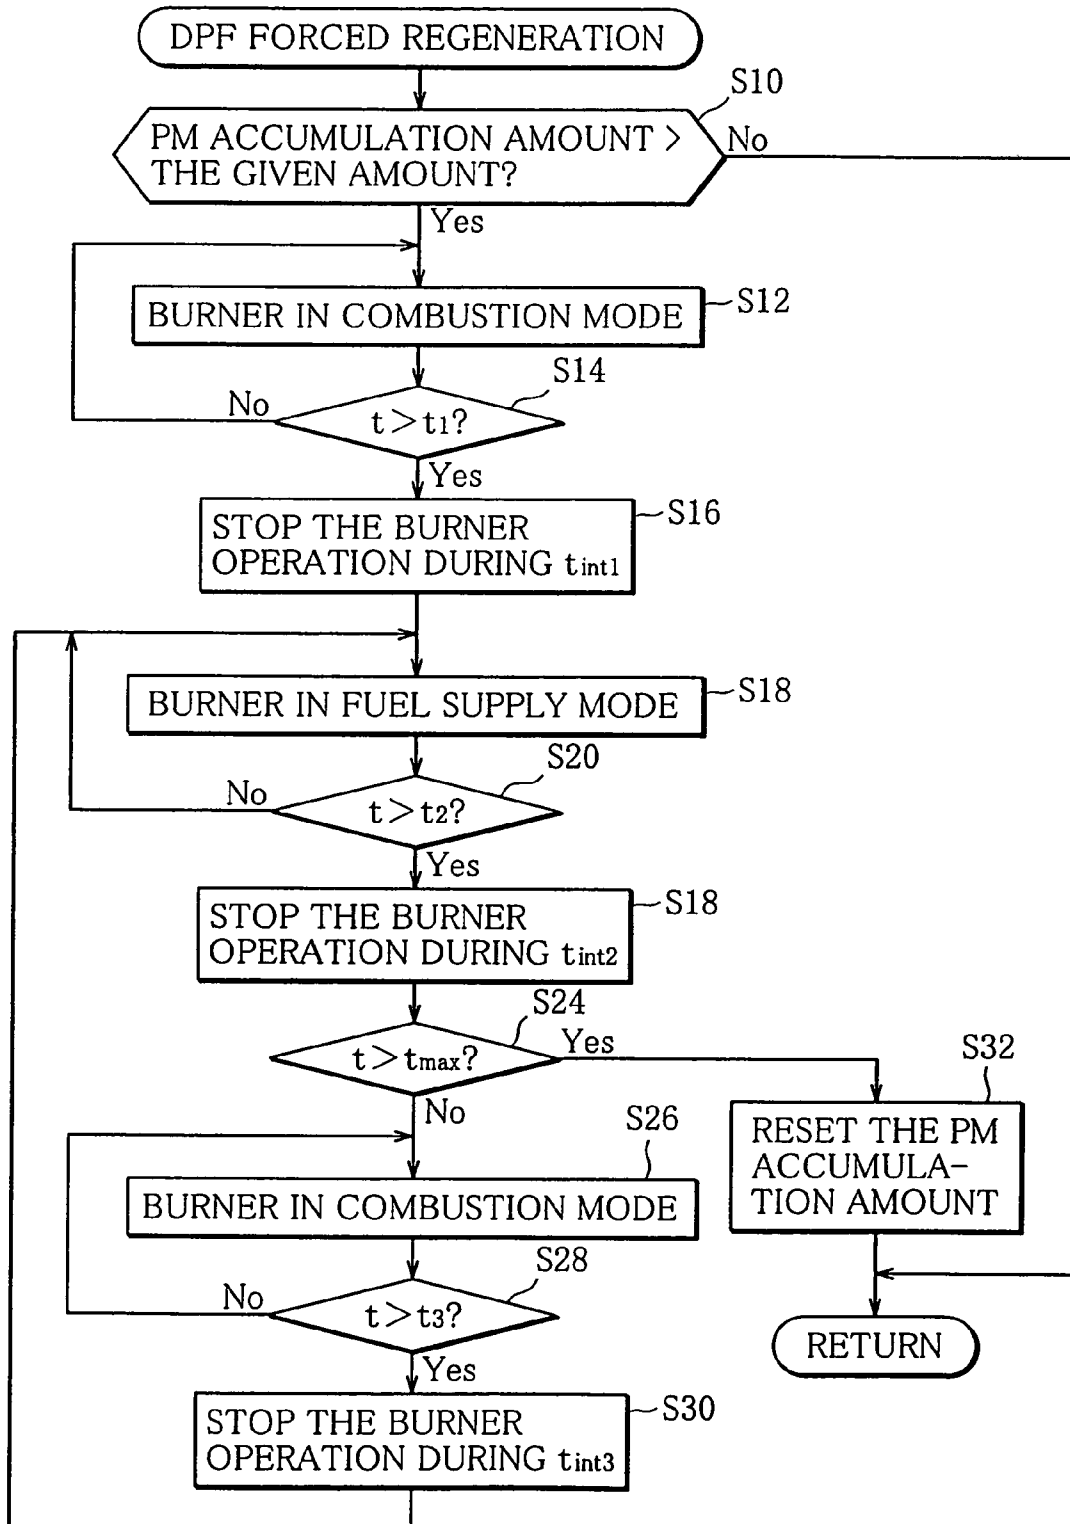 DPF FORCED REGENERATION
S10
PM ACCUMULATION AMOUNT >
THE GIVEN AMOUNT?
No
Yes
BURNER IN COMBUSTION MODE
S12
S14
No
t>t1?
Yes
STOP THE BURNER
OPERATION DURING tint1
S16
BURNER IN FUEL SUPPLY MODE
S18
S20
No
t>t2?
Yes
STOP THE BURNER
OPERATION DURING tint2
S18
S24
t>tmax?
Yes
No
S32
RESET THE PM
ACCUMULA-
TION AMOUNT
S26
BURNER IN COMBUSTION MODE
S28
No
t>t3?
Yes
RETURN
STOP THE BURNER
OPERATION DURING tint3
S30